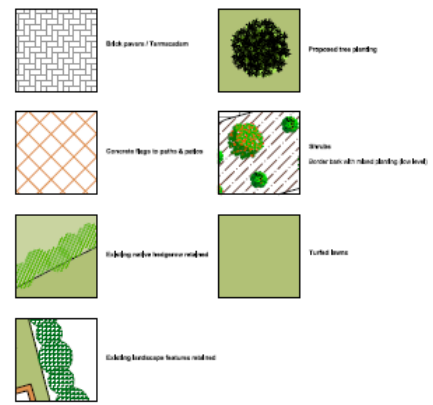 Brick pavers / Tarmacadam
Proposed tree planting
Concrete flags to paths & patios
Shrubs
Border bark with mixed planting (low level)
Existing native hedgerow retained
Turfed lawns
Existing landscape features retained